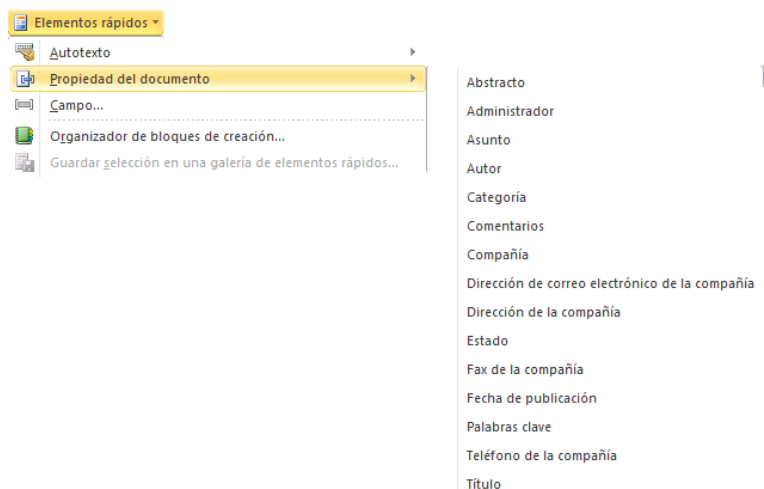 Elementos rápidos
Autotexto
Propiedad del documento
Campo...
Organizador de bloques de creación...
Guardar selección en una galería de elementos rápidos...
Abstracto
Administrador
Asunto
Autor
Categoría
Comentarios
Compañía
Dirección de correo electrónico de la compañía
Dirección de la compañía
Estado
Fax de la compañía
Fecha de publicación
Palabras clave
Teléfono de la compañía
Título